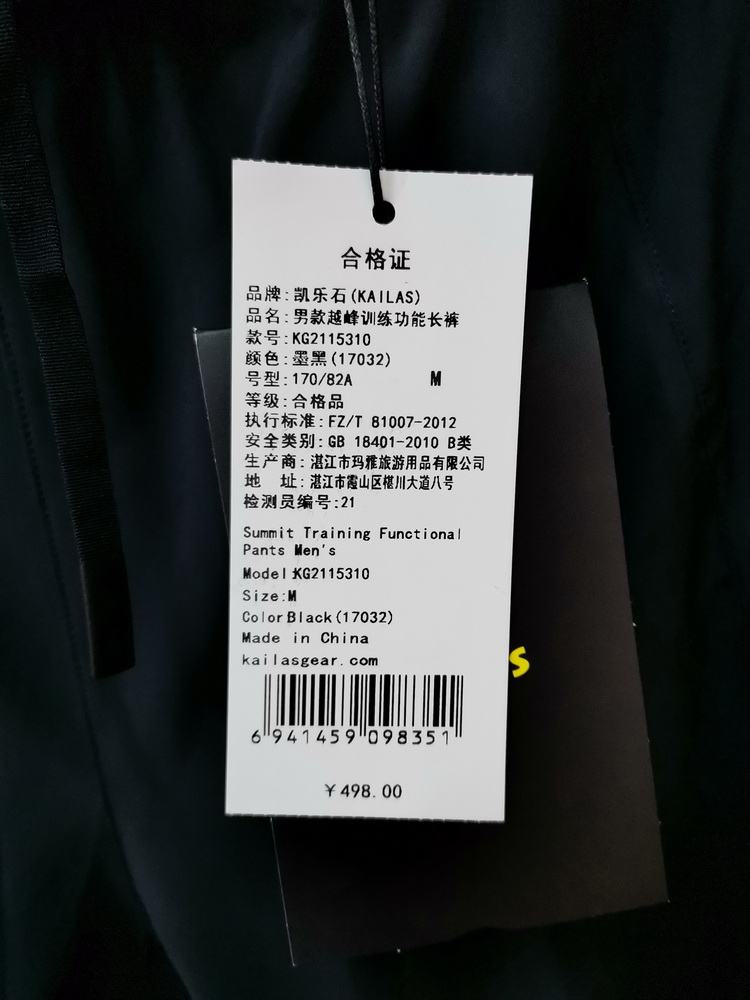 合格证
品牌:凯乐石(KAILAS)
品名:男款越峰训练功能长裤
款号:KG2115310
颜色:墨黑(17032)
号型:170/82A M
等级:合格品
执行标准:FZ/T 81007-2012
安全类别:GB 18401-2010 B类
生产商:湛江市玛雅旅游用品有限公司
地 址:湛江市霞山区椹川大道八号
检测员编号:21
Summit Training Functional
Pants Men's
Model:KG2115310
Size:M
Color:Black(17032)
Made in China
kailasgear.com
6 941459 098351
¥498.00
s